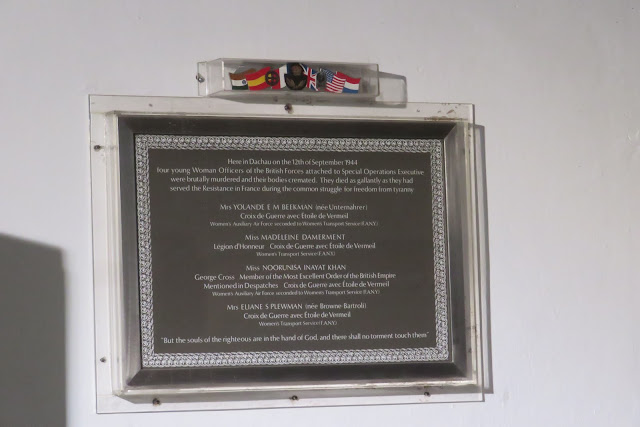 Here in Dachau on the 12th of September 1944
four young Woman Officers of the British Forces attached to Special Operations Executive
were brutally murdered and their bodies cremated. They died as gallantly as they had
served the Resistance in France during the common struggle for freedom from tyranny
Mrs YOLANDE E M BEEKMAN (née Unternahrer)
Croix de Guerre avec Étoile de Vermeil
Women's Auxiliary Air Force seconded to Women's Transport Service (F.A.N.Y.)
Miss MADELEINE DAMERMENT
Légion d'Honneur Croix de Guerre avec Étoile de Vermeil
Women's Transport Service (F.A.N.Y.)
Miss NOORUNISA INAYAT KHAN
George Cross Member of the Most Excellent Order of the British Empire
Mentioned in Despatches Croix de Guerre avec Étoile de Vermeil
Women's Auxiliary Air Force seconded to Women's Transport Service (F.A.N.Y.)
Mrs ELIANE S PLEWMAN (née Browne Bartroli)
Croix de Guerre avec Étoile de Vermeil
Women's Transport Service (F.A.N.Y.)
"But the souls of the righteous are in the hand of God, and there shall no torment touch them"